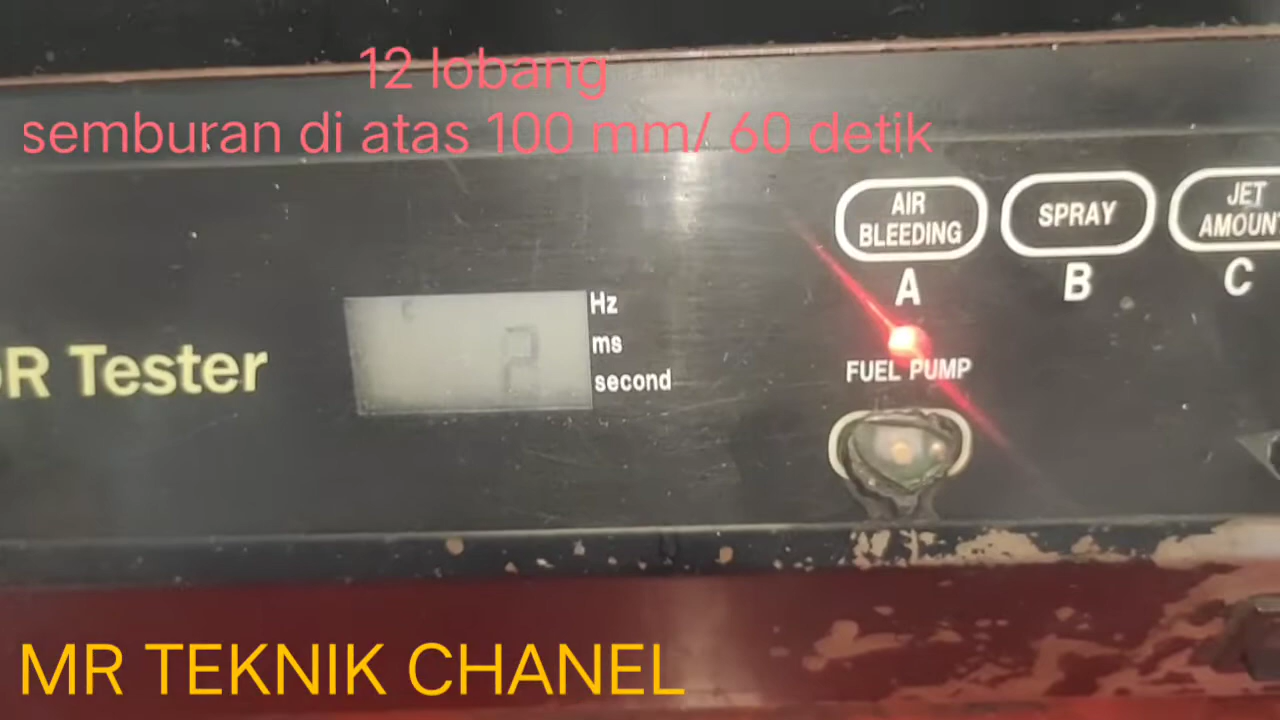 12 lobang
semburan di atas 100 mm/ 60 detik
AIR
BLEEDING
SPRAY
JET
AMOUN
A
B
C
Hz
ms
second
2
R Tester
FUEL PUMP
MR TEKNIK CHANEL